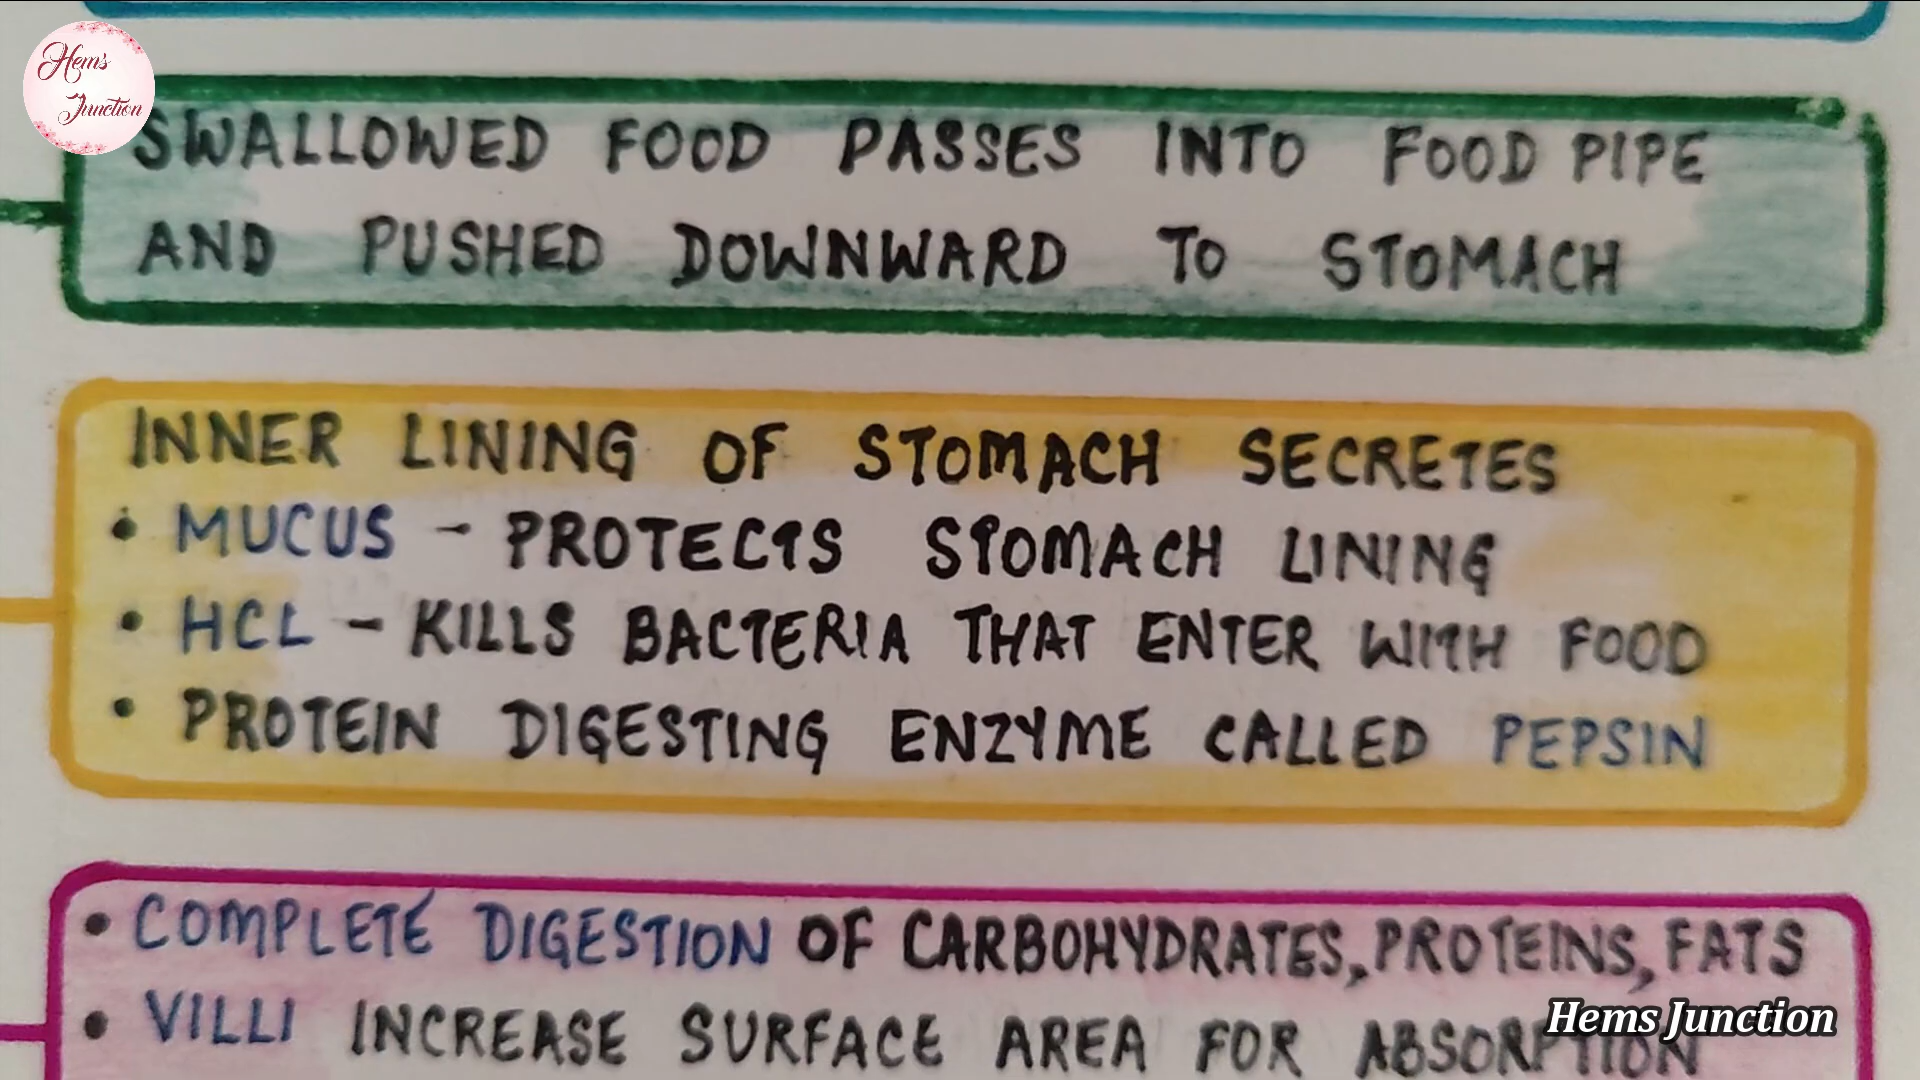 Hems
Junction
SWALLOWED FOOD PASSES INTO FOOD PIPE
AND PUSHED DOWNWARD TO STOMACH
INNER LINING OF STOMACH SECRETES
• MUCUS - PROTECTS STOMACH LINING
• HCL - KILLS BACTERIA THAT ENTER WITH FOOD
• PROTEIN DIGESTING ENZYME CALLED PEPSIN
• COMPLETE DIGESTION OF CARBOHYDRATES, PROTEINS, FATS
• VILLI INCREASE SURFACE AREA FOR ABSORPTION
Hems Junction